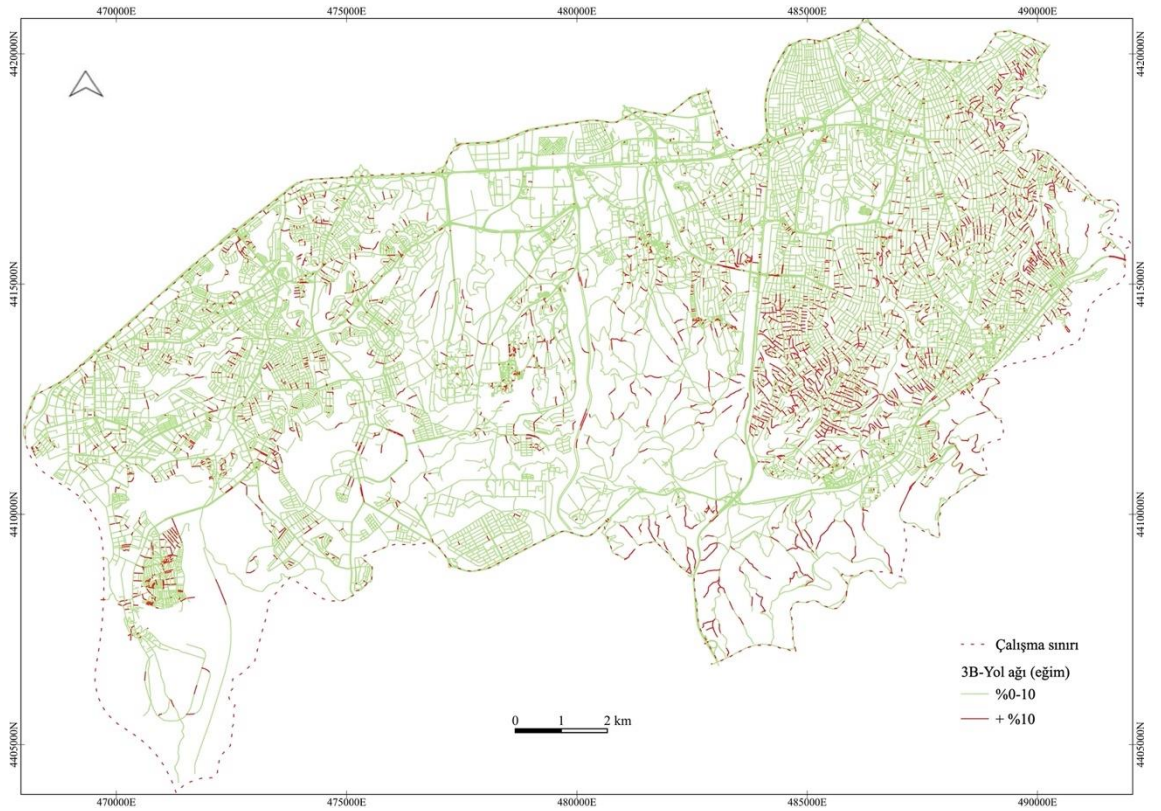 470000E 475000E 480000E 485000E 490000E
4420000N 4420000N
4415000N 4415000N
4410000N 4410000N
4405000N 4405000N
Çalışma sınırı
3B-Yol ağı (eğim)
%0-10
+ %10
0 1 2 km
470000E 475000E 480000E 485000E 490000E